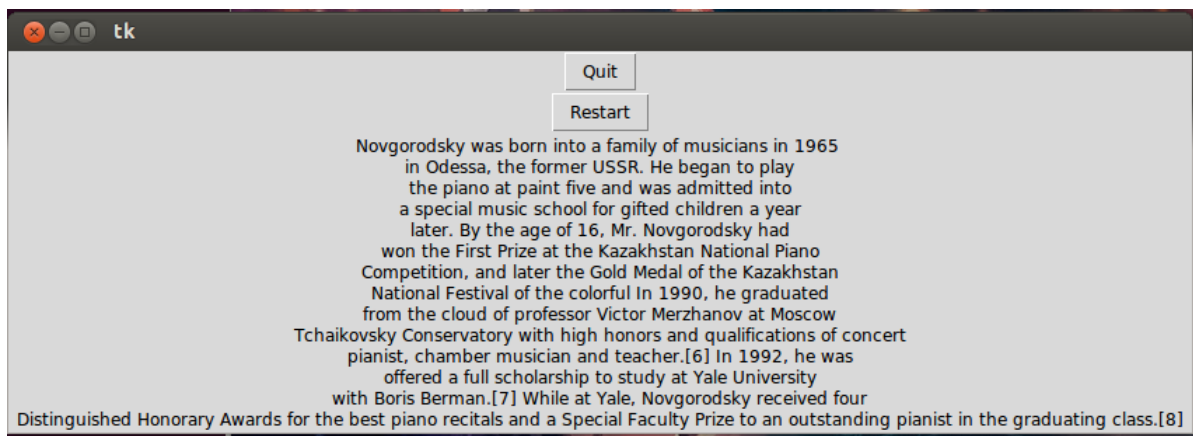 tk
Quit
Restart
Novgorodsky was born into a family of musicians in 1965
in Odessa, the former USSR. He began to play
the piano at paint five and was admitted into
a special music school for gifted children a year
later. By the age of 16, Mr. Novgorodsky had
won the First Prize at the Kazakhstan National Piano
Competition, and later the Gold Medal of the Kazakhstan
National Festival of the colorful In 1990, he graduated
from the cloud of professor Victor Merzhanov at Moscow
Tchaikovsky Conservatory with high honors and qualifications of concert
pianist, chamber musician and teacher.[6] In 1992, he was
offered a full scholarship to study at Yale University
with Boris Berman.[7] While at Yale, Novgorodsky received four
Distinguished Honorary Awards for the best piano recitals and a Special Faculty Prize to an outstanding pianist in the graduating class.[8]